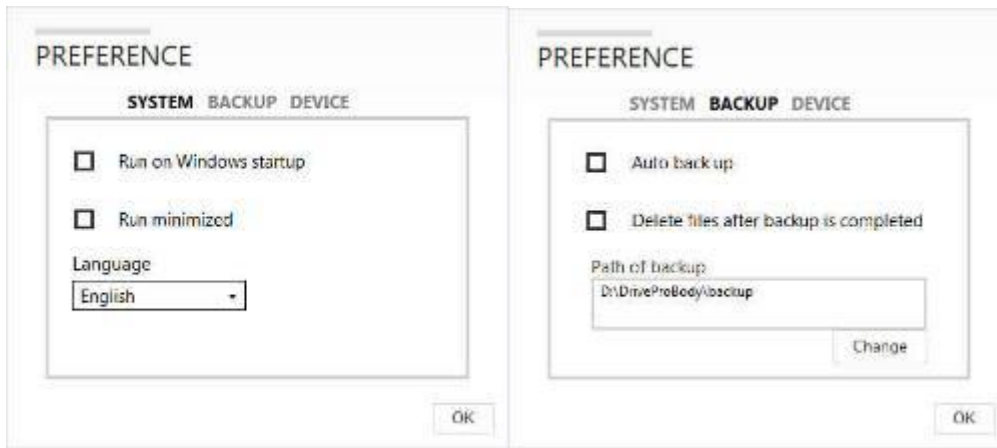 PREFERENCE
SYSTEM BACKUP DEVICE
Run on Windows startup
Run minimized
Language
English
OK
PREFERENCE
SYSTEM BACKUP DEVICE
Auto back up
Delete files after backup is completed
Path of backup
D:\DriveProBody\backup
Change
OK